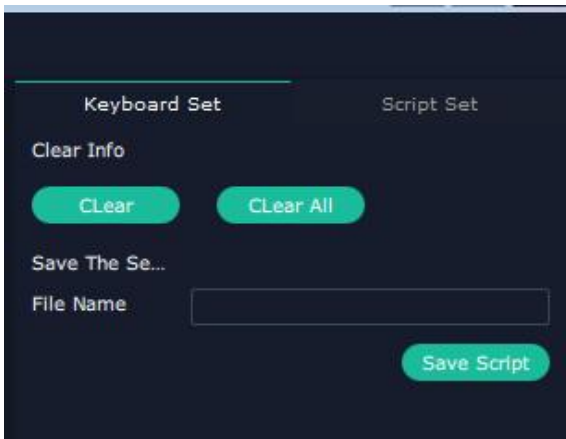 Keyboard Set Script Set
Clear Info
CLear CLear All
Save The Se...
File Name
Save Script